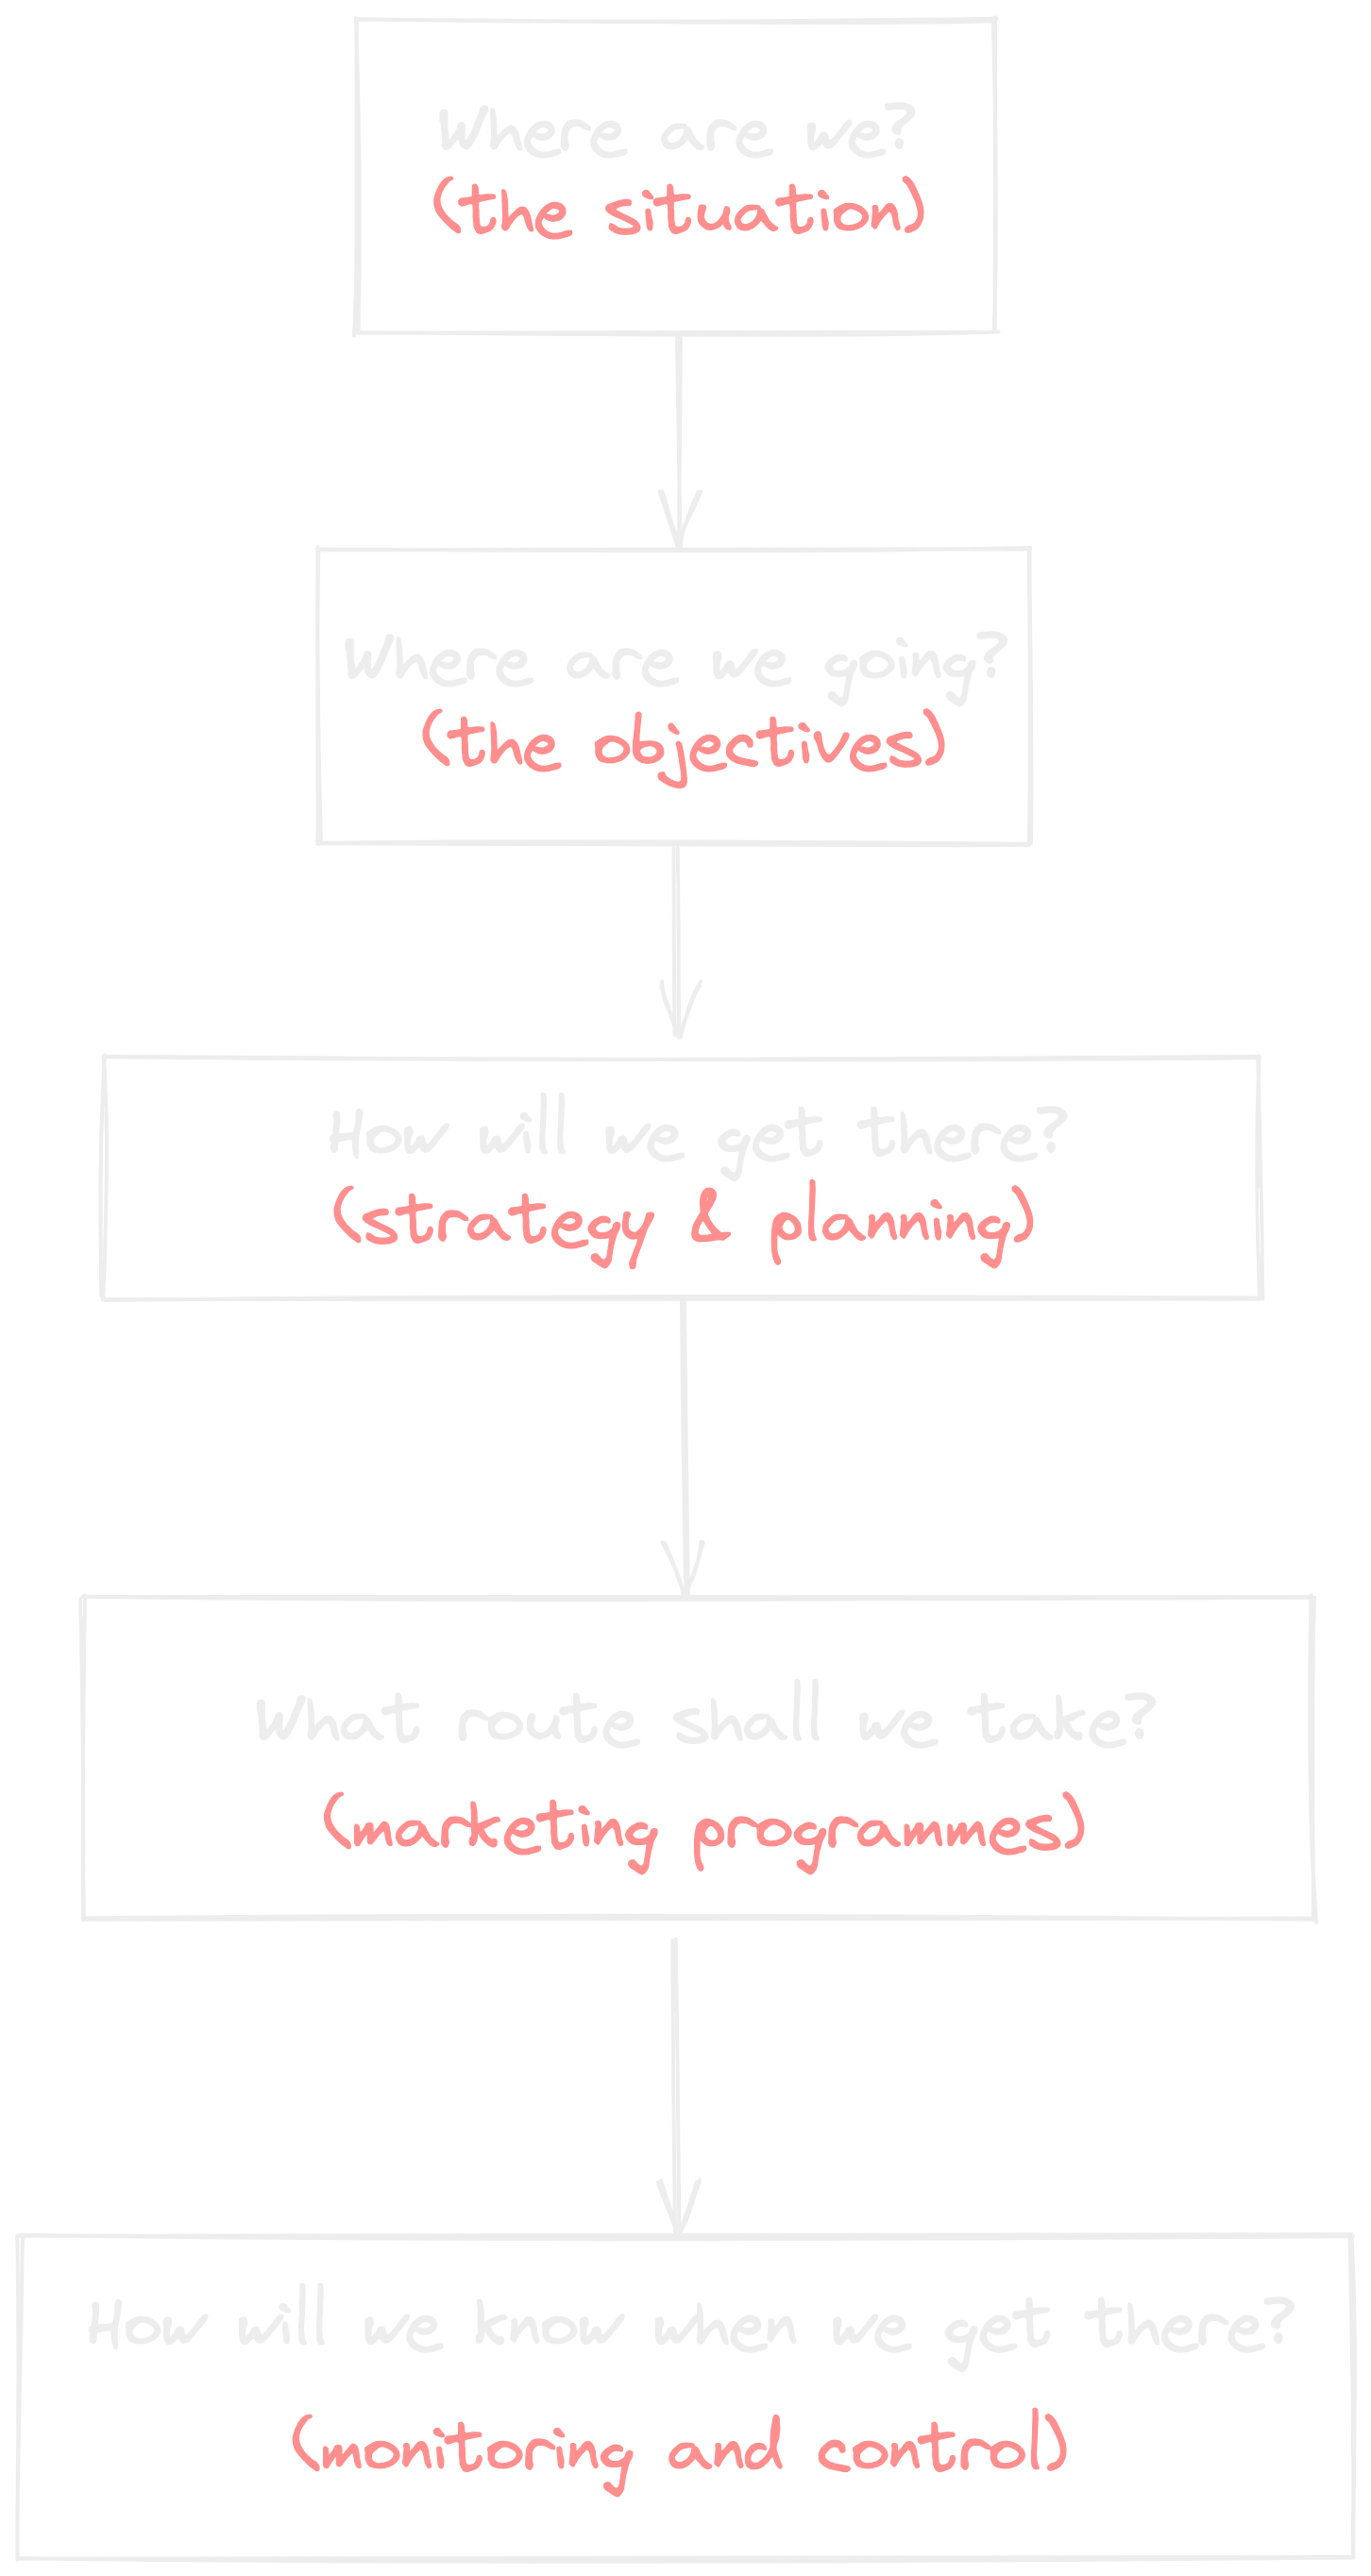 Where are we?
(the situation)
Where are we going?
(the objectives)
How will we get there?
(strategy & planning)
What route shall we take?
(marketing programmes)
How will we know when we get there?
(monitoring and control)